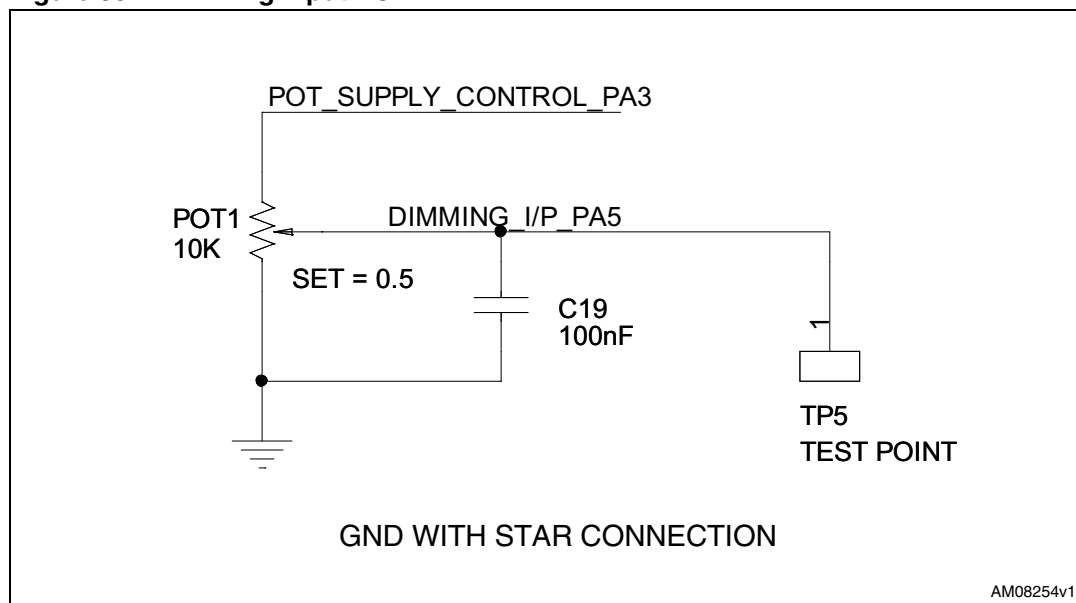 POT_SUPPLY_CONTROL_PA3
POT1
10K
DIMMING_I/P_PA5
SET = 0.5
C19
100nF
1
TP5
TEST POINT
GND WITH STAR CONNECTION
AM08254v1